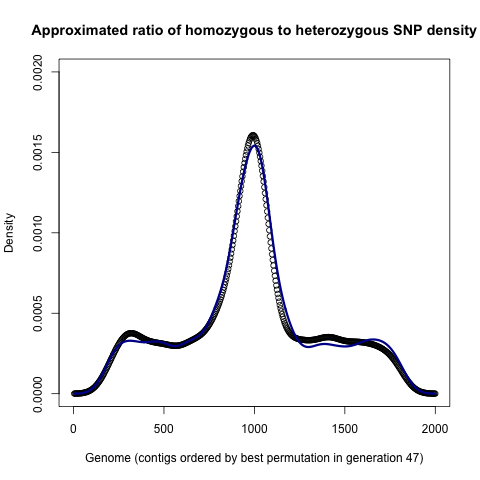 Approximated ratio of homozygous to heterozygous SNP density
0.0020
0.0015
0.0010
0.0005
0.0000
Density
0 500 1000 1500 2000
Genome (contigs ordered by best permutation in generation 47)